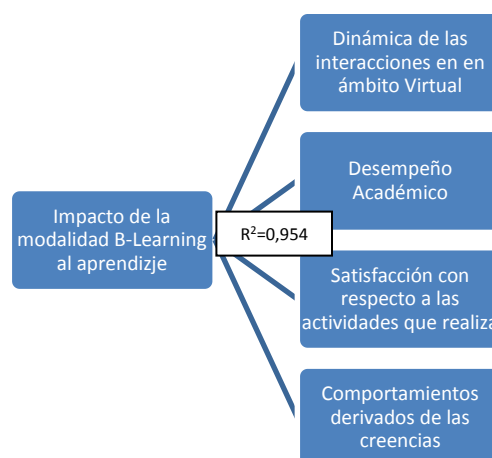 Dinámica de las
interacciones en en
ámbito Virtual
Desempeño
Académico
Impacto de la
modalidad B-Learning
al aprendizje
R²=0,954
Satisfacción con
respecto a las
actividades que realiza
Comportamientos
derivados de las
creencias